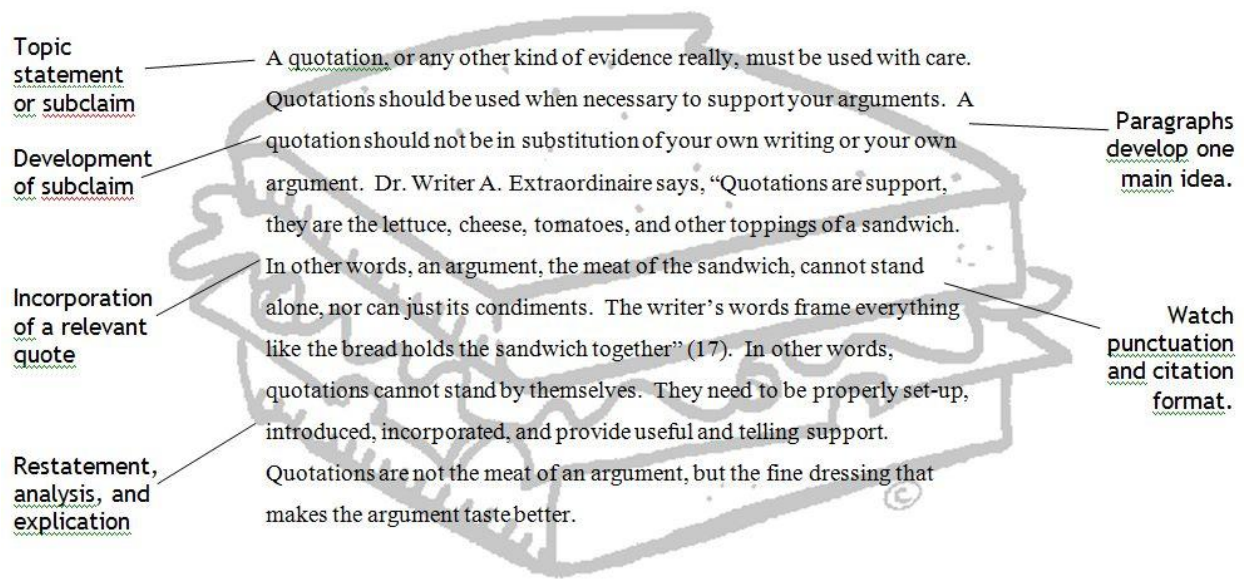 Topic
statement
or subclaim
Development
of subclaim
Incorporation
of a relevant
quote
Restatement,
analysis, and
explication
A quotation, or any other kind of evidence really, must be used with care.
Quotations should be used when necessary to support your arguments. A
quotation should not be in substitution of your own writing or your own
argument. Dr. Writer A. Extraordinaire says, “Quotations are support,
they are the lettuce, cheese, tomatoes, and other toppings of a sandwich.
In other words, an argument, the meat of the sandwich, cannot stand
alone, nor can just its condiments. The writer’s words frame everything
like the bread holds the sandwich together” (17). In other words,
quotations cannot stand by themselves. They need to be properly set-up,
introduced, incorporated, and provide useful and telling support.
Quotations are not the meat of an argument, but the fine dressing that
makes the argument taste better.
Paragraphs
develop one
main idea.
Watch
punctuation
and citation
format.
©